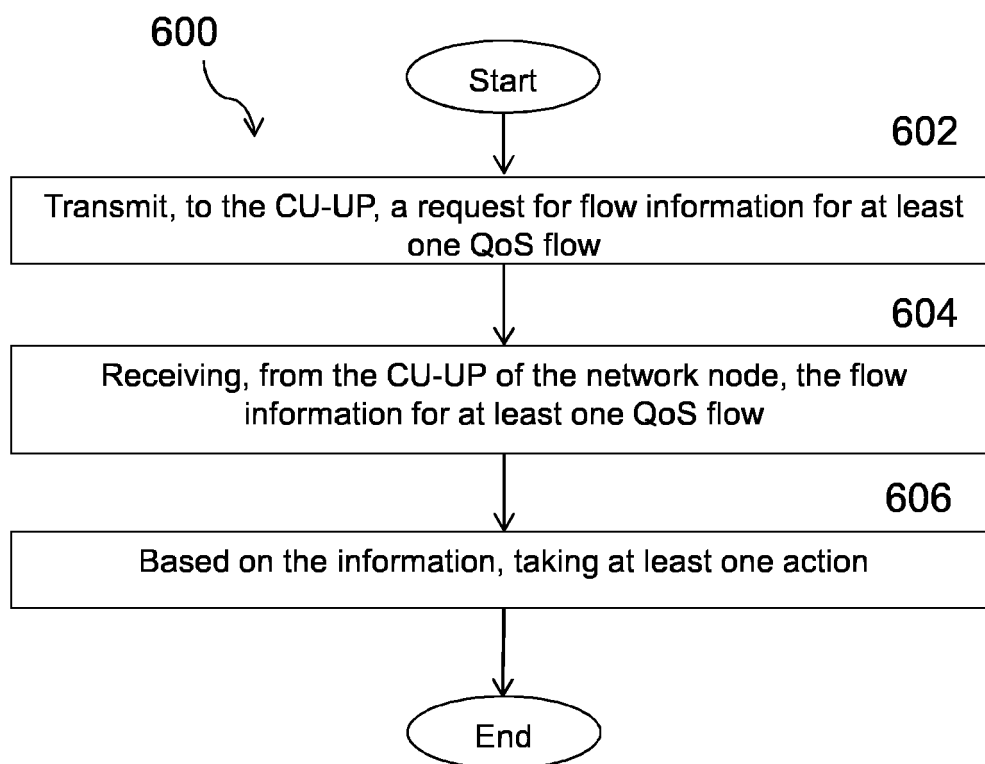 600
Start
602
Transmit, to the CU-UP, a request for flow information for at least
one QoS flow
604
Receiving, from the CU-UP of the network node, the flow
information for at least one QoS flow
606
Based on the information, taking at least one action
End